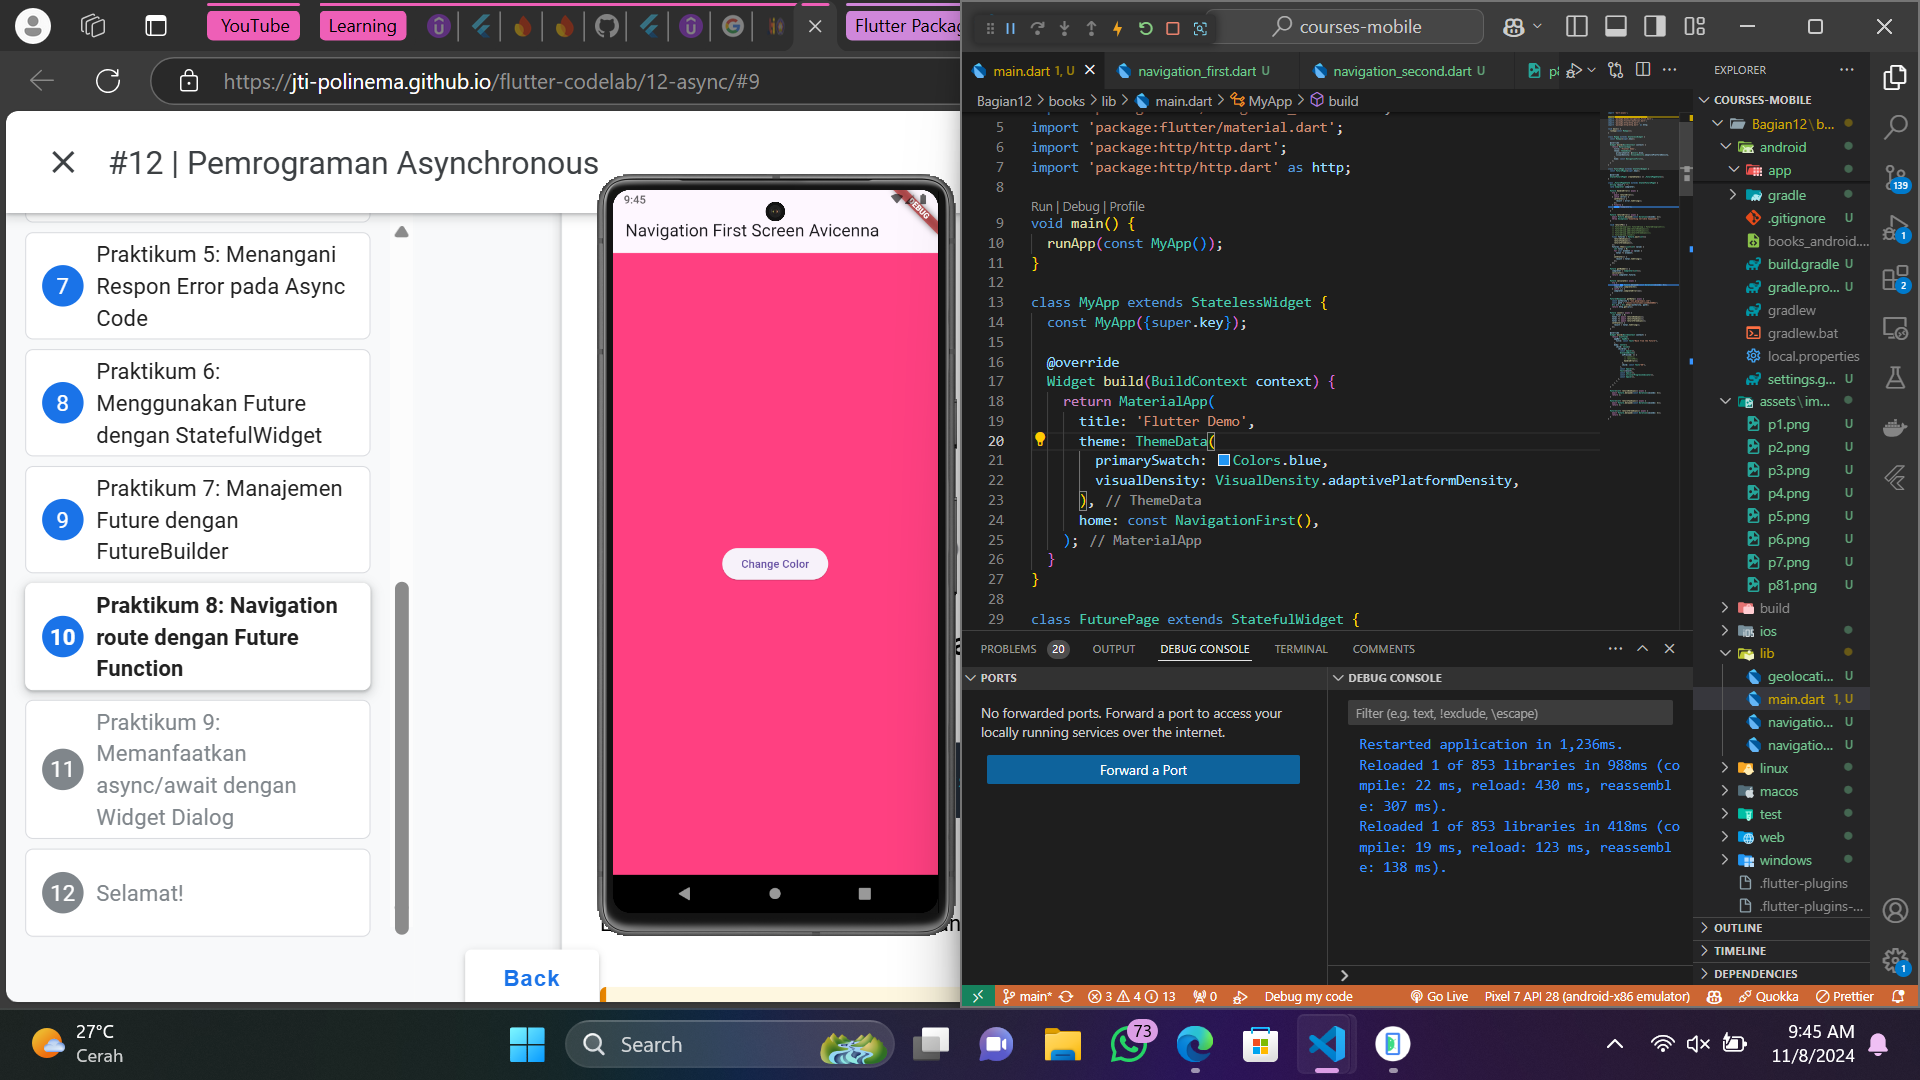 YouTube
Learning
Flutter Packag
https://jti-polinema.github.io/flutter-codelab/12-async/#9
#12 | Pemrograman Asynchronous
Praktikum 5: Menangani
7
Respon Error pada Async
Code
Praktikum 6:
8
Menggunakan Future
dengan StatefulWidget
Praktikum 7: Manajemen
9
Future dengan
FutureBuilder
Praktikum 8: Navigation
10
route dengan Future
Function
Praktikum 9:
Memanfaatkan
11
async/await dengan
Widget Dialog
12
Selamat!
Back
9:45
DEBUG
Navigation First Screen Avicenna
Change Color
courses-mobile
main.dart 1, U
navigation_first.dart U
navigation_second.dart U
Bagian12 > books > lib > main.dart > MyApp > build
5 import 'package:flutter/material.dart';
6 import 'package:http/http.dart';
7 import 'package:http/http.dart' as http;
8
Run | Debug | Profile
9 void main() {
10 runApp(const MyApp());
11 }
12
13 class MyApp extends StatelessWidget {
14 const MyApp({super.key});
15
16 @override
17 Widget build(BuildContext context) {
18 return MaterialApp(
19 title: 'Flutter Demo',
20 theme: ThemeData(
21 primarySwatch: Colors.blue,
22 visualDensity: VisualDensity.adaptivePlatformDensity,
23 ), // ThemeData
24 home: const NavigationFirst(),
25 ); // MaterialApp
26 }
27 }
28
29 class FuturePage extends StatefulWidget {
PROBLEMS 20 OUTPUT DEBUG CONSOLE TERMINAL COMMENTS
PORTS
No forwarded ports. Forward a port to access your
locally running services over the internet.
Forward a Port
DEBUG CONSOLE
Filter (e.g. text, !exclude, \escape)
Restarted application in 1,236ms.
Reloaded 1 of 853 libraries in 988ms (co
mpile: 22 ms, reload: 430 ms, reassembl
e: 307 ms).
Reloaded 1 of 853 libraries in 418ms (co
mpile: 19 ms, reload: 123 ms, reassembl
e: 138 ms).
EXPLORER
COURSES-MOBILE
Bagian12\b...
android
app
gradle
.gitignore U
books_android....
build.gradle U
gradle.pro... U
gradlew
gradlew.bat
local.properties
settings.g... U
assets\im...
p1.png U
p2.png U
p3.png U
p4.png U
p5.png U
p6.png U
p7.png U
p81.png U
build
ios
lib
geolocati... U
main.dart 1, U
navigatio... U
navigatio... U
linux
macos
test
web
windows
.flutter-plugins
.flutter-plugins-...
OUTLINE
TIMELINE
DEPENDENCIES
139
1
2
1
main* 3 4 13 0 Debug my code Go Live Pixel 7 API 28 (android-x86 emulator) Quokka Prettier
27°C
Cerah
Search
73
9:45 AM
11/8/2024